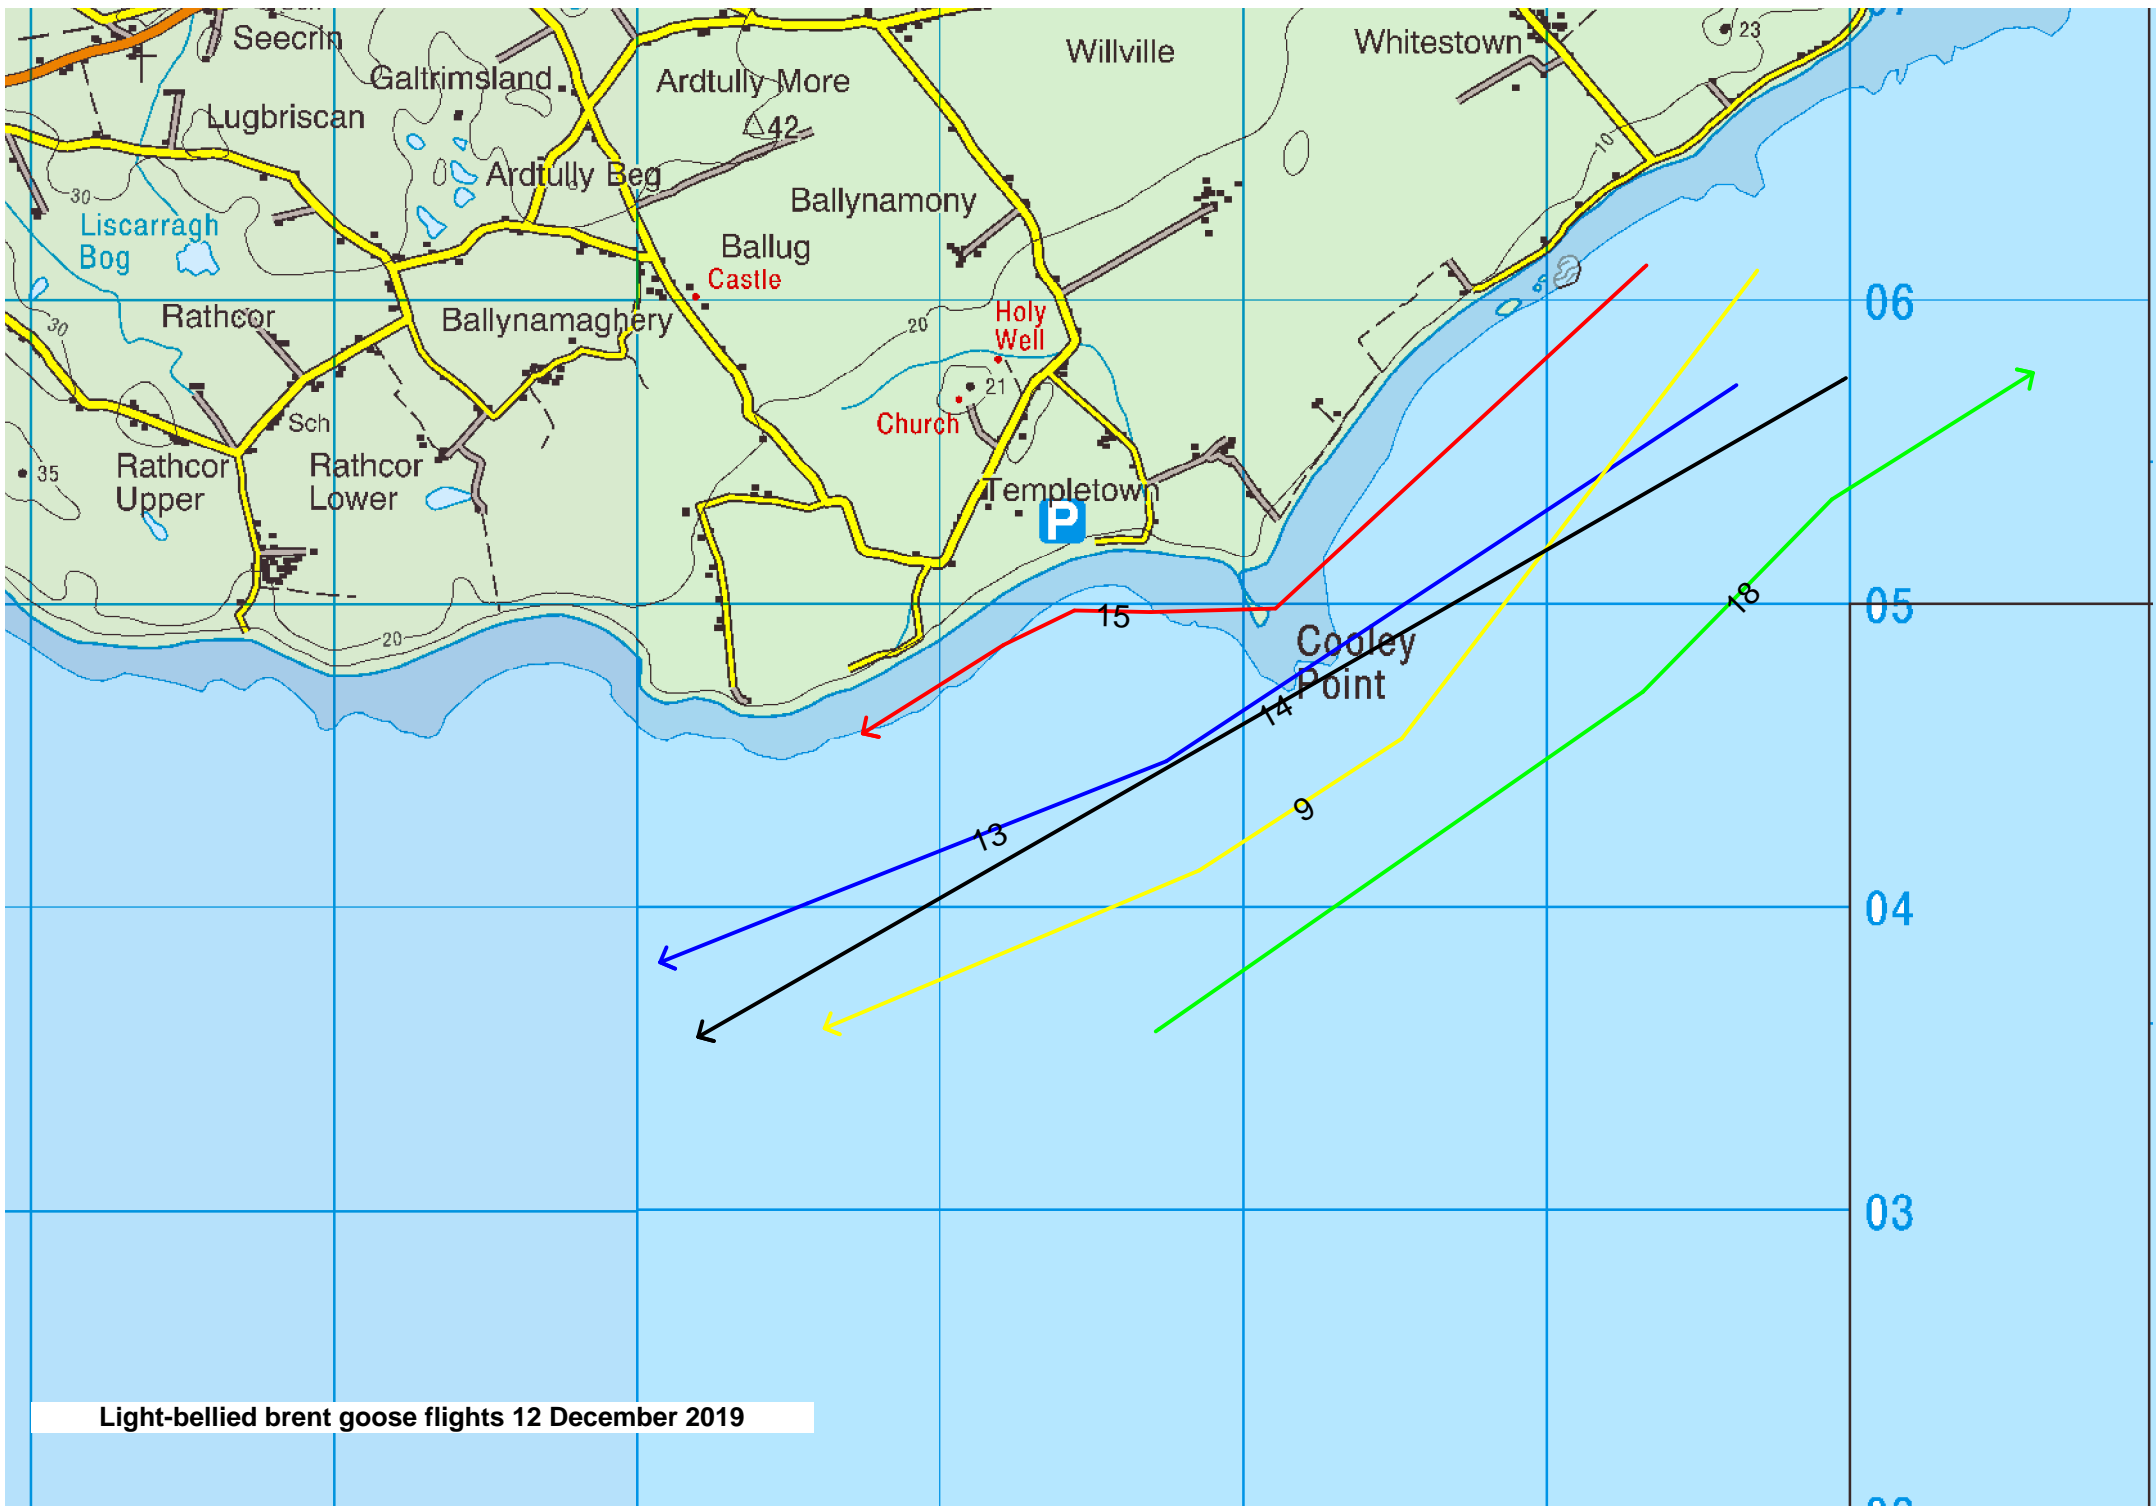 Seecrin
Willville
Whitestown
23
07
Galtrimsland
Ardtully More
Lugbriscan
42
10
Ardtully Beg
30
Ballynamony
Liscarragh
Bog
Ballug
Castle
Rathcor
30
Ballynamaghery
20
Holy
Well
06
21
Sch
Church
35
Rathcor
Upper
Rathcor
Lower
Templetown
P
18
05
15
20
Cooley
Point
14
9
13
04
03
Light-bellied brent goose flights 12 December 2019